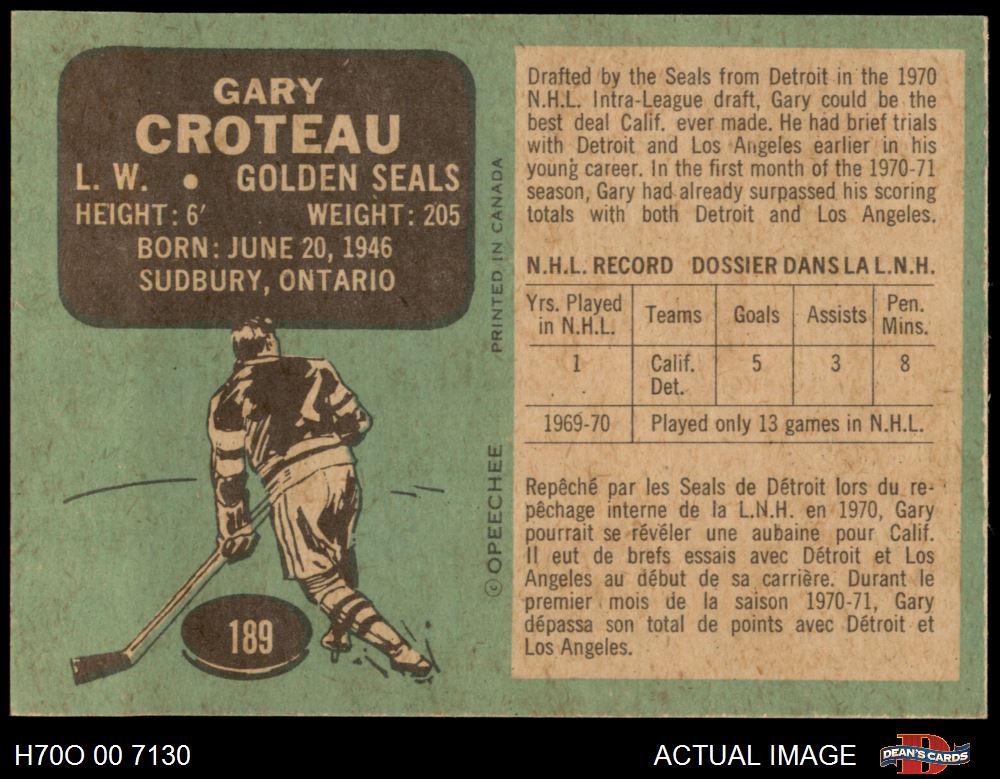 GARY
CROTEAU
L. W. • GOLDEN SEALS
HEIGHT: 6' WEIGHT: 205
BORN: JUNE 20, 1946
SUDBURY, ONTARIO
189
© OPEECHEE PRINTED IN CANADA
Drafted by the Seals from Detroit in the 1970
N.H.L. Intra-League draft, Gary could be the
best deal Calif. ever made. He had brief trials
with Detroit and Los Angeles earlier in his
young career. In the first month of the 1970-71
season, Gary had already surpassed his scoring
totals with both Detroit and Los Angeles.
N.H.L. RECORD DOSSIER DANS LA L.N.H.
Yrs. Played Teams Goals Assists Pen.
in N.H.L. Mins.
1 Calif. 5 3 8
Det.
1969-70 Played only 13 games in N.H.L.
Repêché par les Seals de Détroit lors du re-
pêchage interne de la L.N.H. en 1970, Gary
pourrait se révéler une aubaine pour Calif.
Il eut de brefs essais avec Détroit et Los
Angeles au début de sa carrière. Durant le
premier mois de la saison 1970-71, Gary
dépassa son total de points avec Détroit et
Los Angeles.
H70O 00 7130 ACTUAL IMAGE DEAN'S CARDS